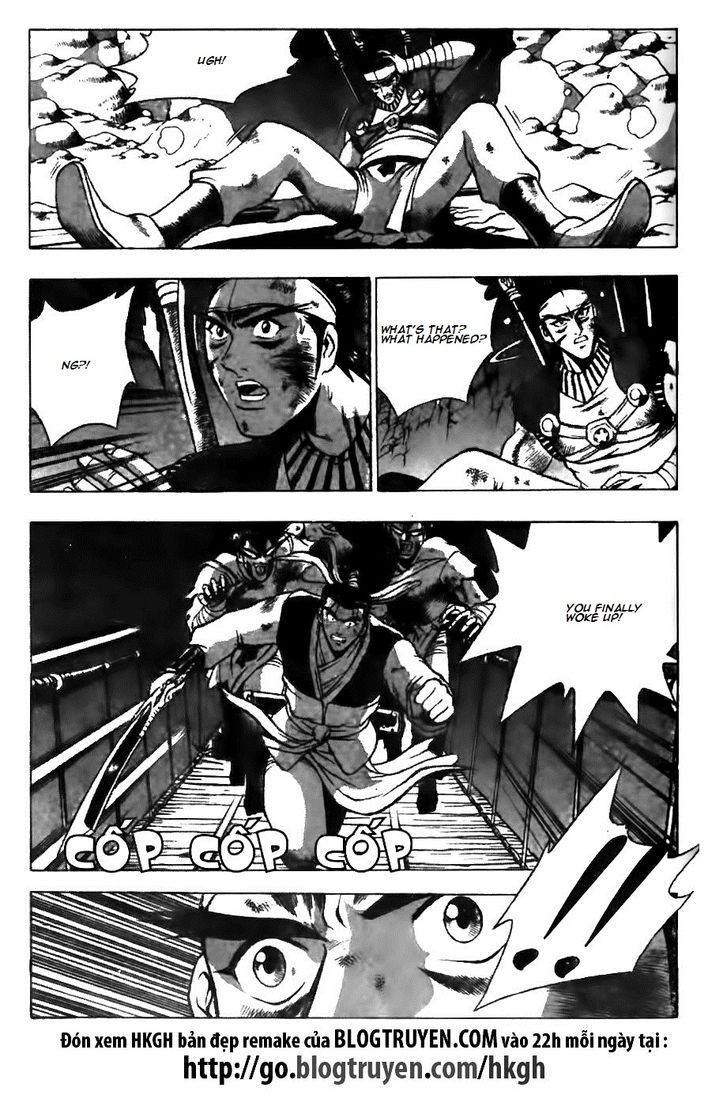 UGH!
NG?!
WHAT'S THAT?
WHAT HAPPENED?
YOU FINALLY
WOKE UP!
CỐP CỐP CỐP
!!
Đón xem HKGH bản đẹp remake của BLOGTRUYEN.COM vào 22h mỗi ngày tại :
http://go.blogtruyen.com/hkgh